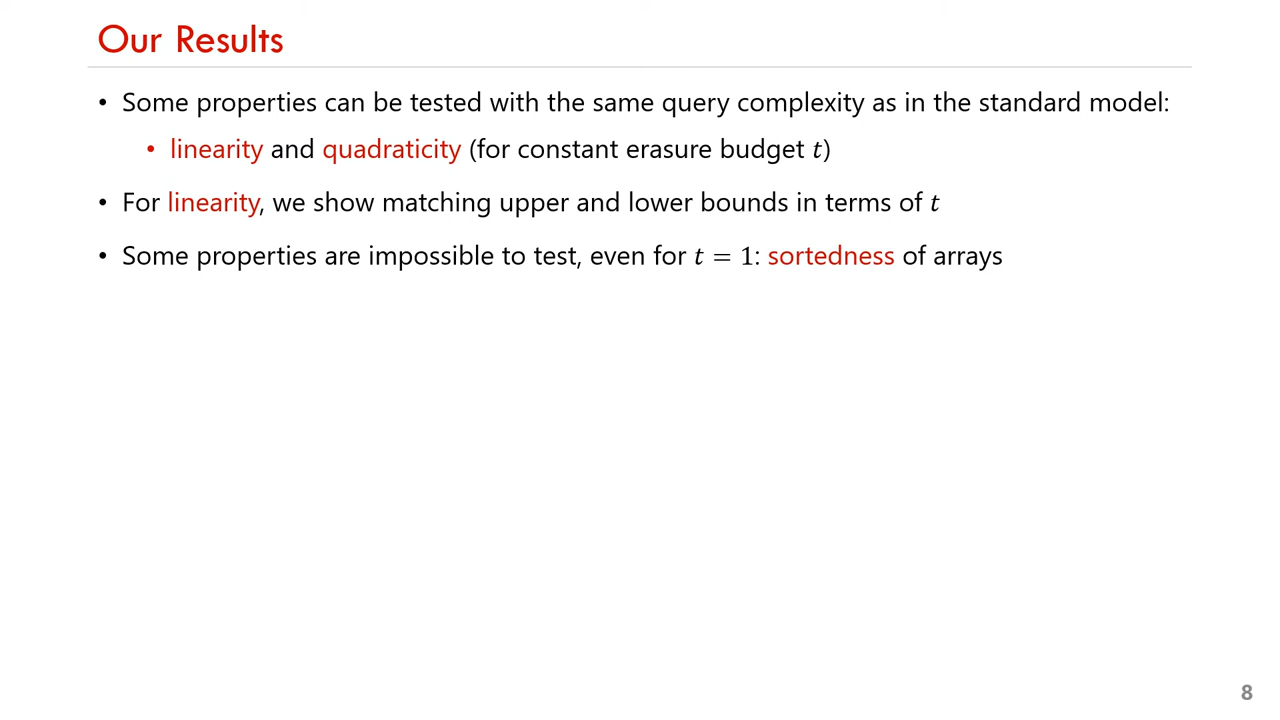 Our Results
• Some properties can be tested with the same query complexity as in the standard model:
• linearity and quadraticity (for constant erasure budget t)
• For linearity, we show matching upper and lower bounds in terms of t
• Some properties are impossible to test, even for t = 1: sortedness of arrays
8